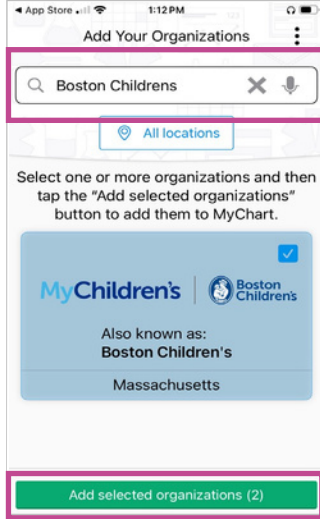 App Store
1:12 PM
Add Your Organizations
Boston Childrens
All locations
Select one or more organizations and then
tap the “Add selected organizations”
button to add them to MyChart.
MyChildren's
Boston
Children's
Also known as:
Boston Children's
Massachusetts
Add selected organizations (2)